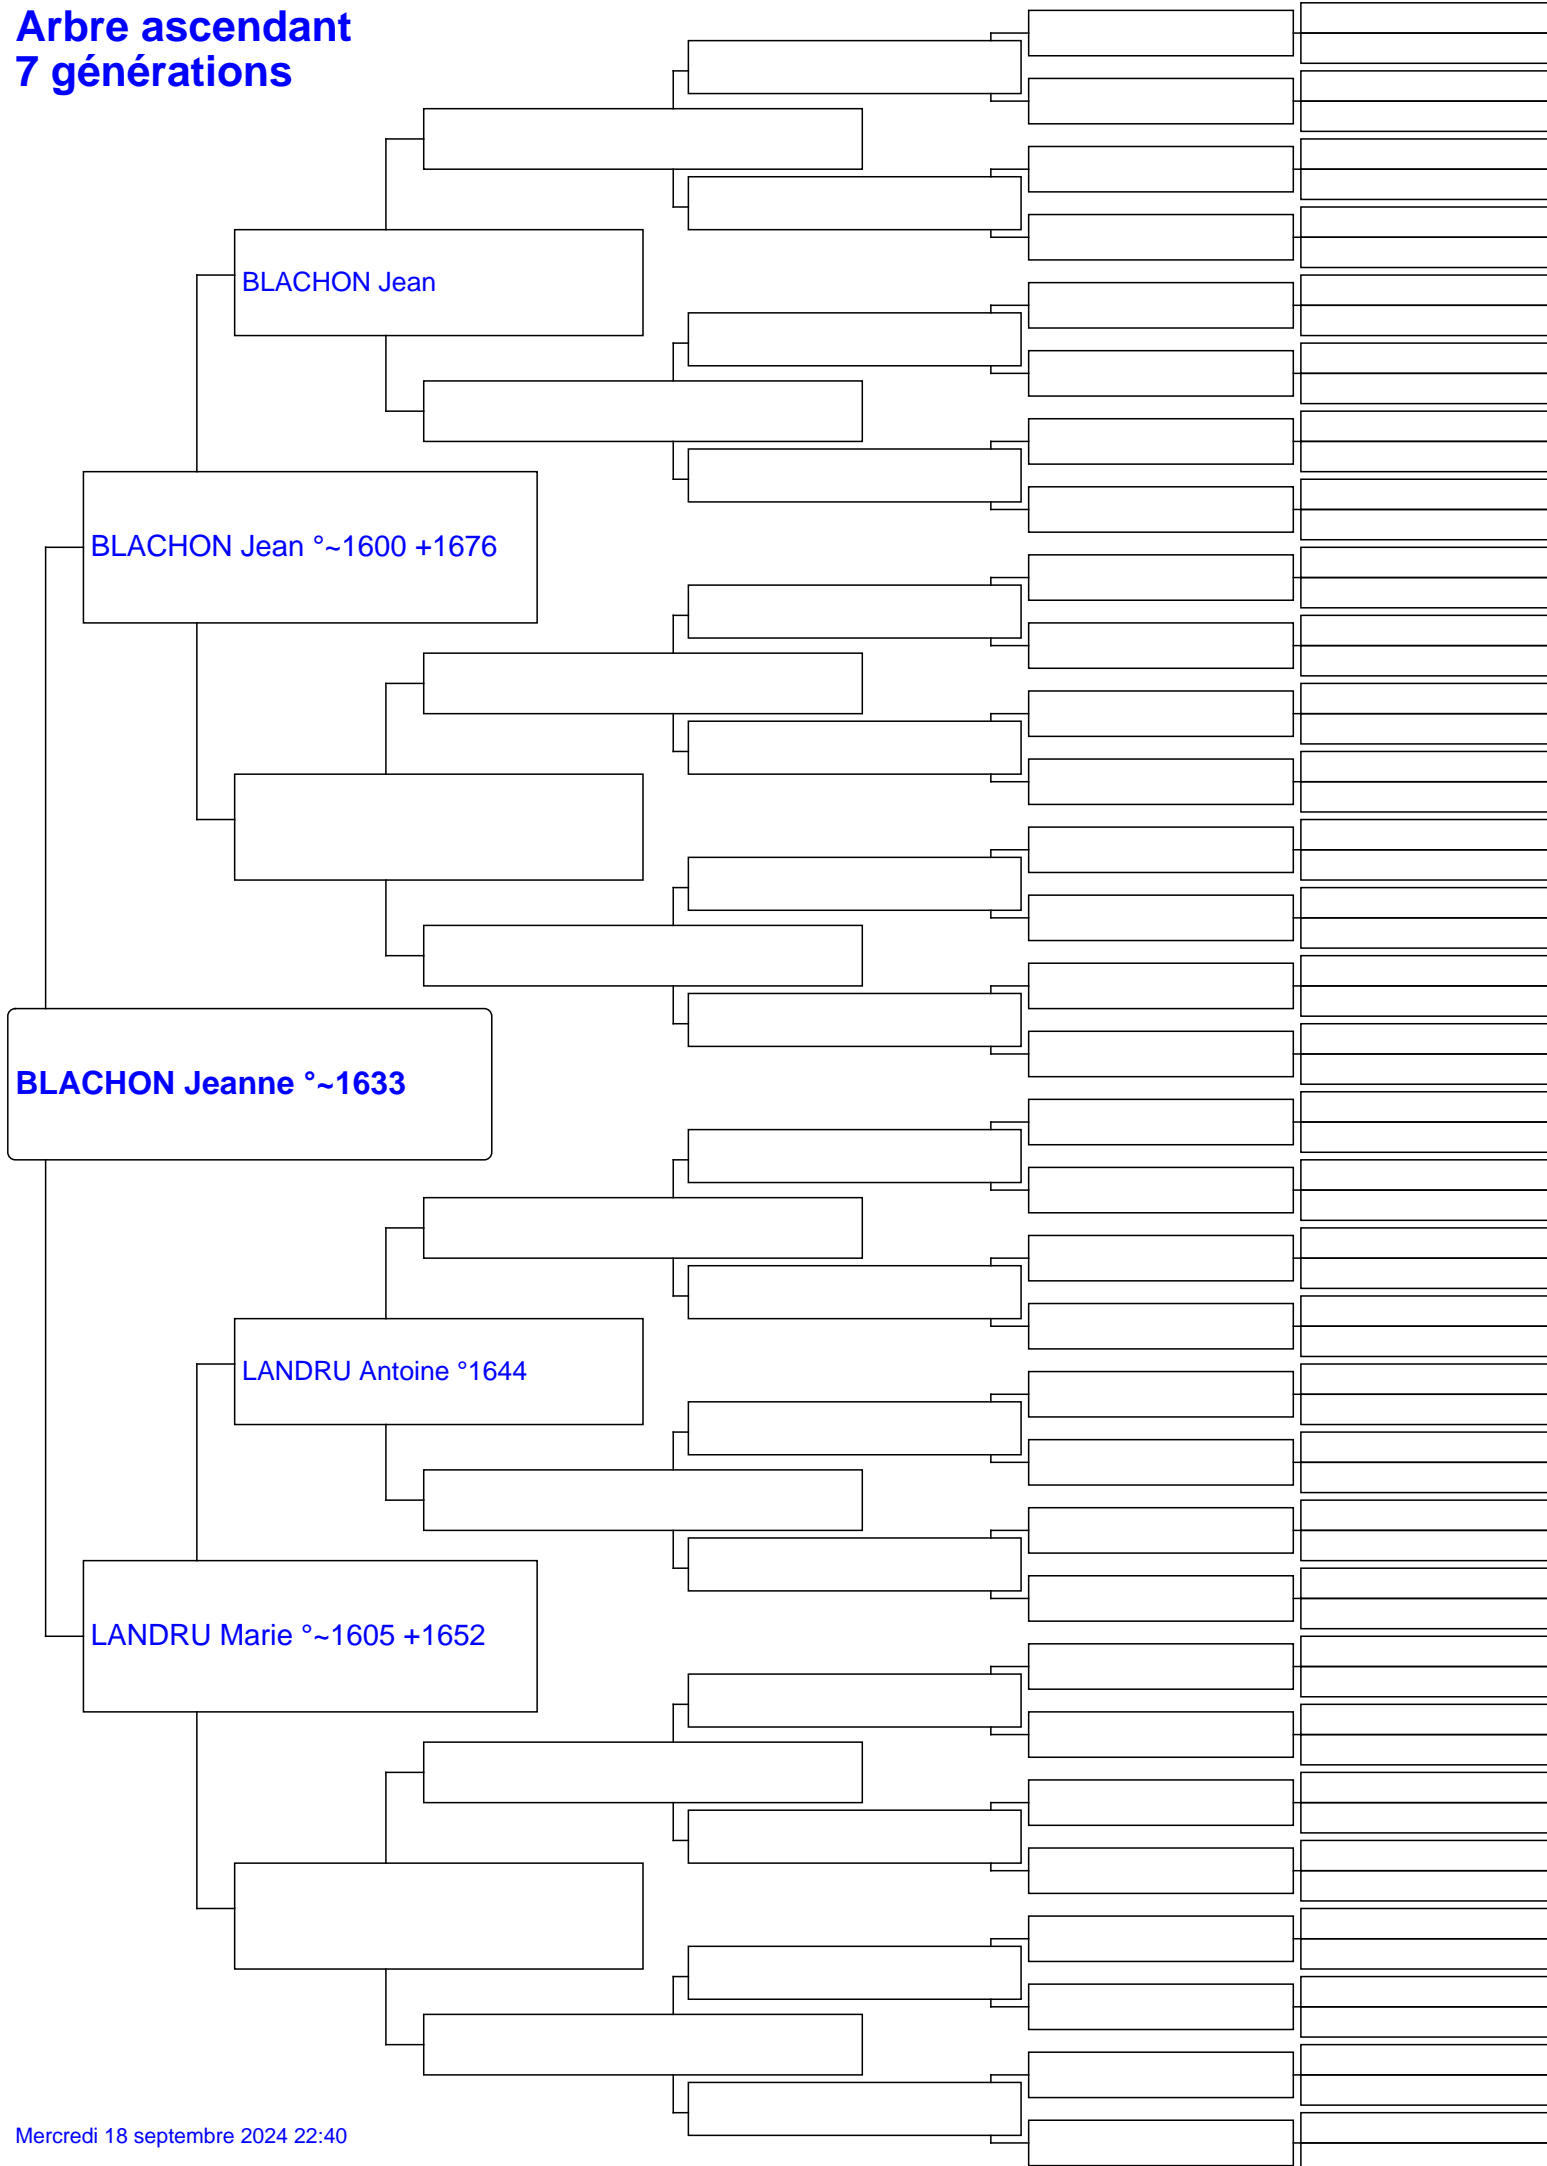 Arbre ascendant
7 générations
BLACHON Jean
BLACHON Jean °~1600 +1676
BLACHON Jeanne °~1633
LANDRU Antoine °1644
LANDRU Marie °~1605 +1652
Mercredi 18 septembre 2024 22:40